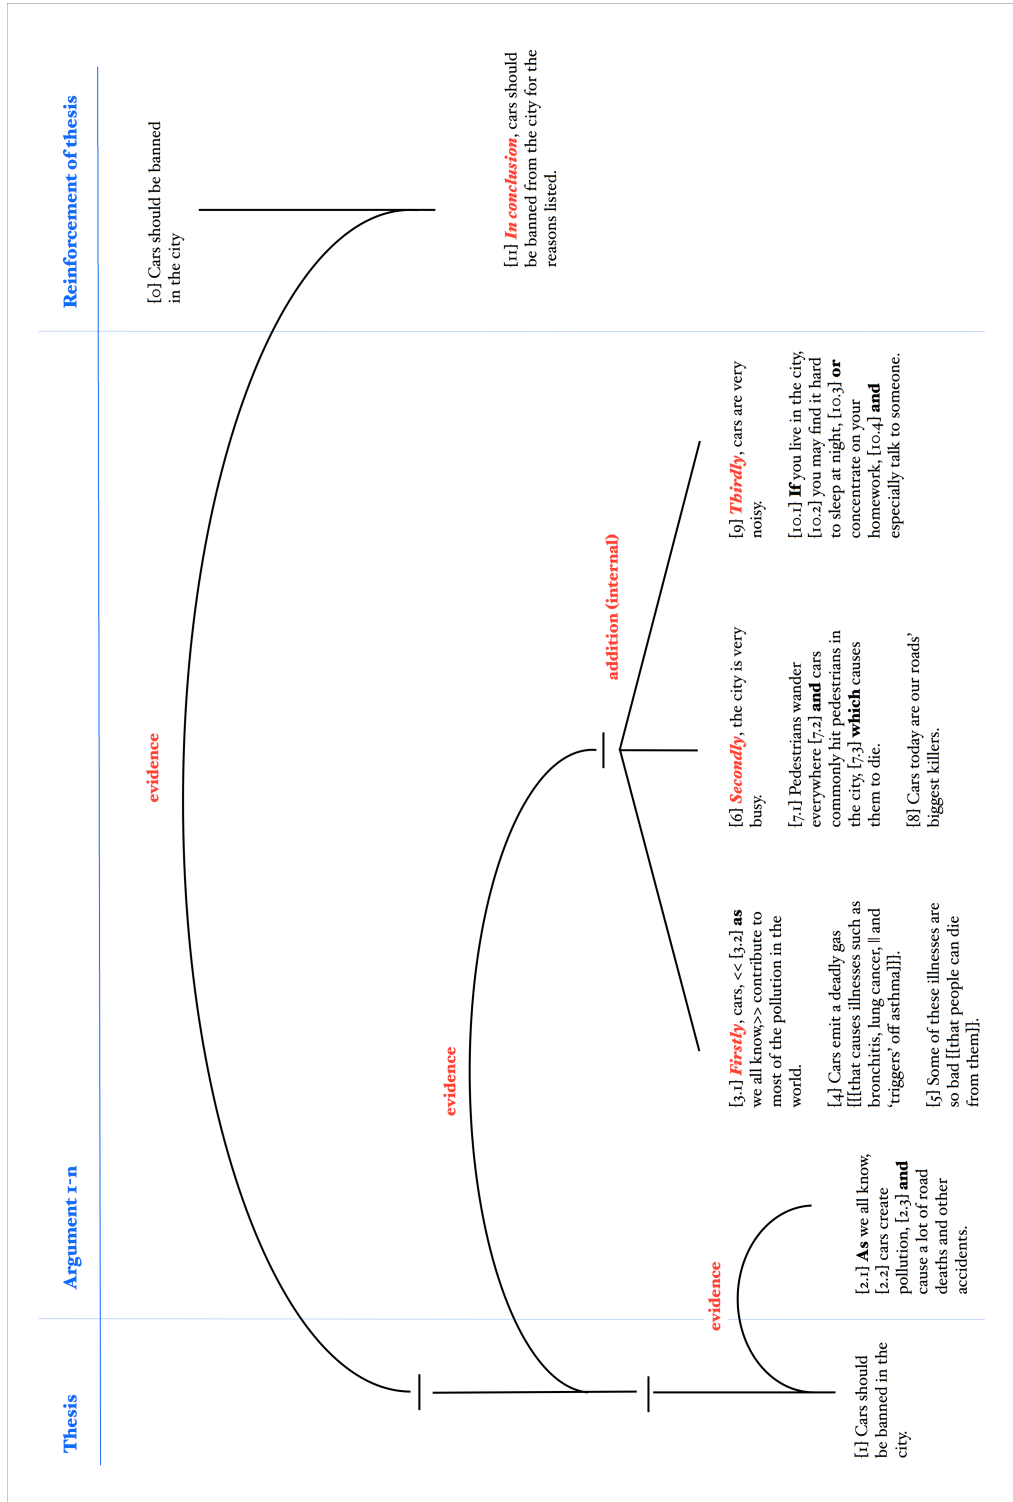 Thesis
Argument 1-n
Reinforcement of thesis
evidence
[0] Cars should be banned
in the city
evidence
[11] In conclusion, cars should
be banned from the city for the
reasons listed.
addition (internal)
evidence
[1] Cars should
be banned in the
city.
[2.1] As we all know,
[2.2] cars create
pollution, [2.3] and
cause a lot of road
deaths and other
accidents.
[3.1] Firstly, cars, << [3.2] as
we all know,>> contribute to
most of the pollution in the
world.
[4] Cars emit a deadly gas
[[[that causes illnesses such as
bronchitis, lung cancer, || and
‘triggers’ off asthma]]].
[5] Some of these illnesses are
so bad [[that people can die
from them]].
[6] Secondly, the city is very
busy.
[7.1] Pedestrians wander
everywhere [7.2] and cars
commonly hit pedestrians in
the city, [7.3] which causes
them to die.
[8] Cars today are our roads’
biggest killers.
[9] Thirdly, cars are very
noisy.
[10.1] If you live in the city,
[10.2] you may find it hard
to sleep at night, [10.3] or
concentrate on your
homework, [10.4] and
especially talk to someone.